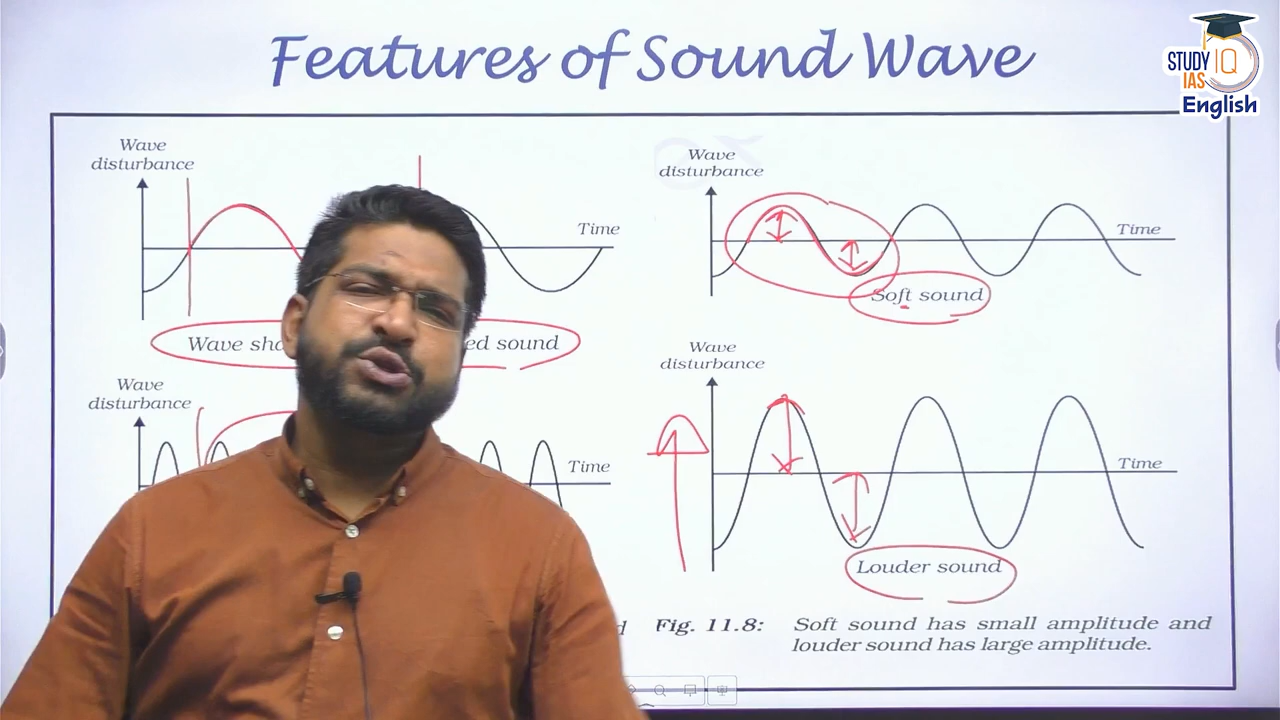 Features of Sound Wave
STUDY IQ
IAS
English
Wave
disturbance
Time
Wave sound
Wave
disturbance
Time
Wave
disturbance
Time
Soft sound
Wave
disturbance
Time
Louder sound
Fig. 11.8: Soft sound has small amplitude and
louder sound has large amplitude.